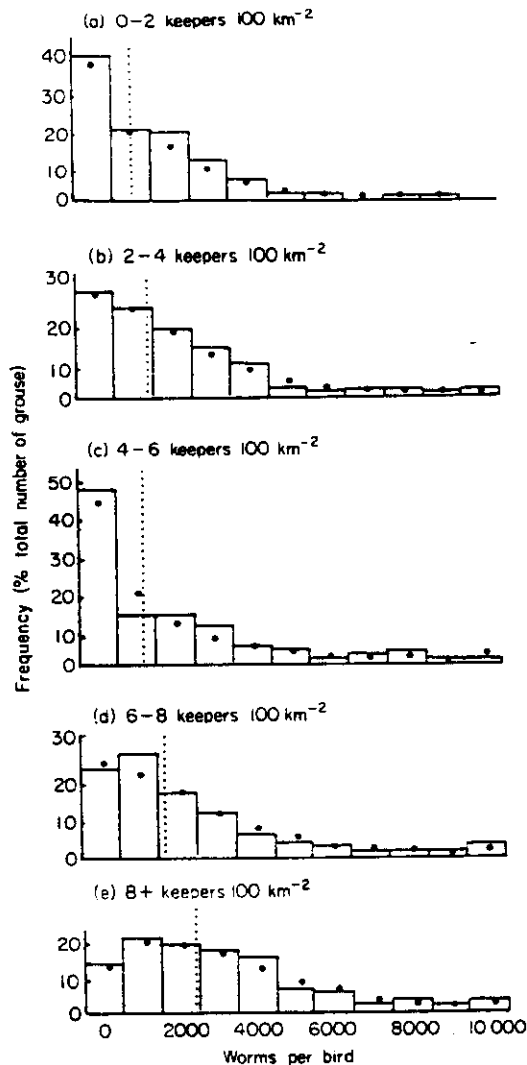 (a) 0-2 keepers 100 km⁻²
40
30
20
10
0
(b) 2-4 keepers 100 km⁻²
30
20
10
0
(c) 4-6 keepers 100 km⁻²
50
40
30
20
10
0
(d) 6-8 keepers 100 km⁻²
30
20
10
0
(e) 8+ keepers 100 km⁻²
20
10
0
0 2000 4000 6000 8000 10 000
Worms per bird
Frequency (% total number of grouse)